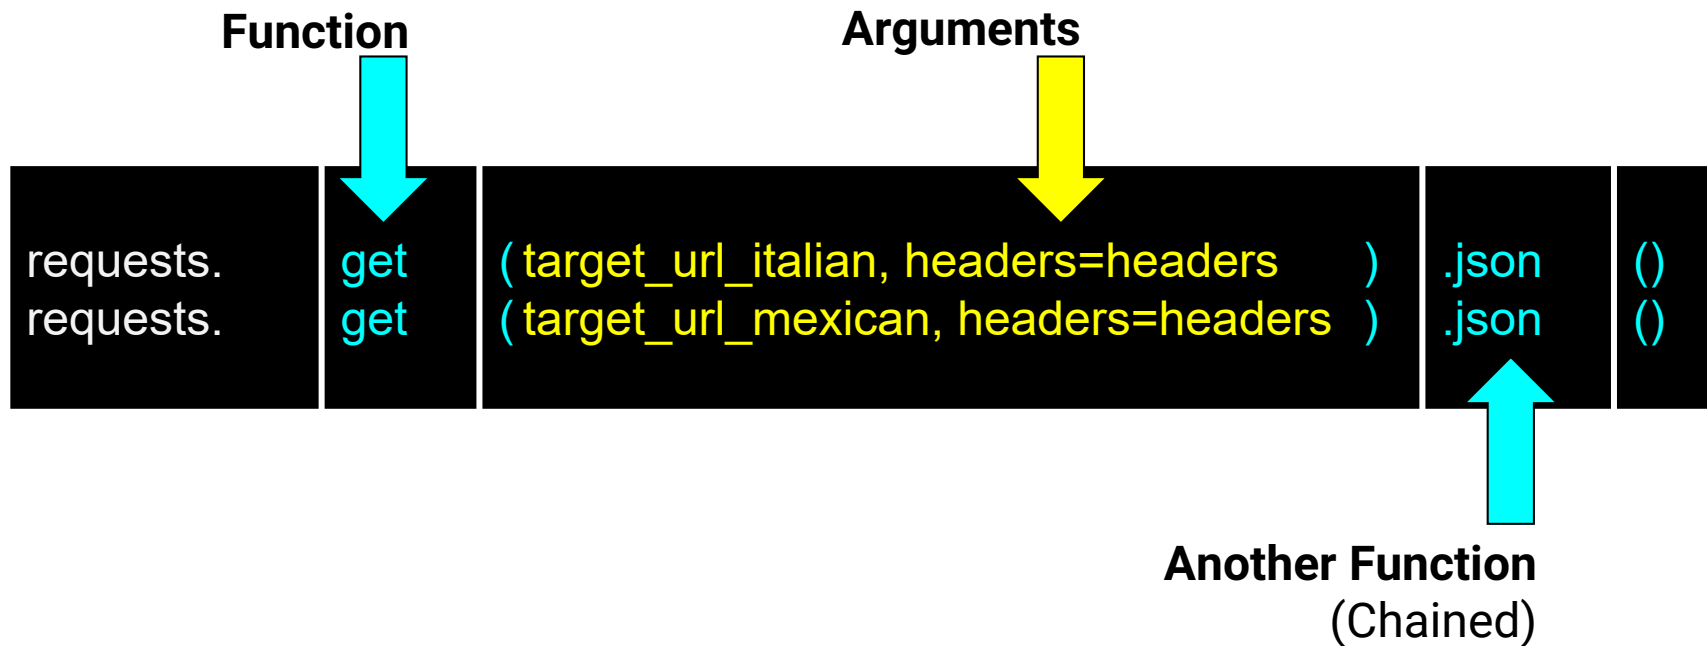 Function
Arguments
requests. get ( target_url_italian, headers=headers ) .json ()
requests. get ( target_url_mexican, headers=headers ) .json ()
Another Function
(Chained)